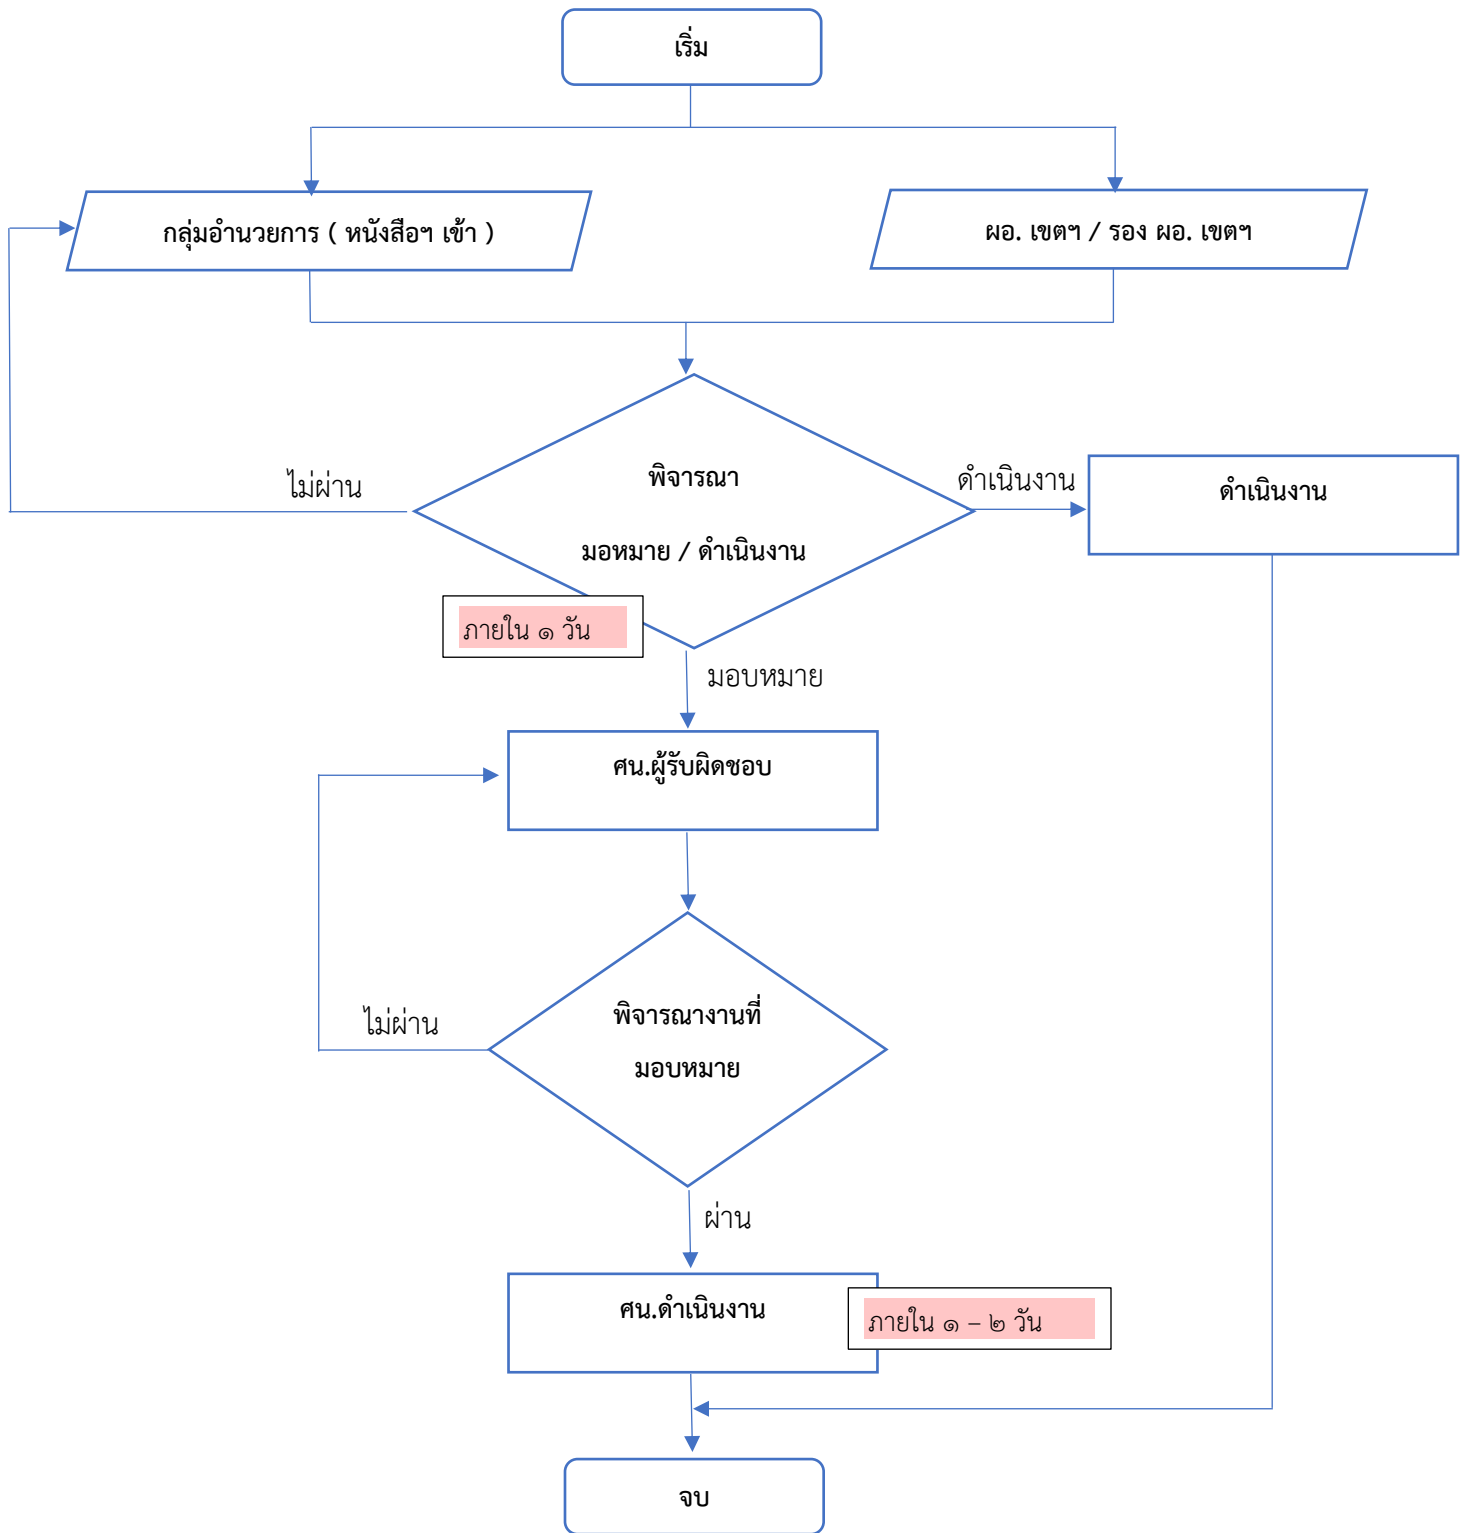 เริ่ม
กลุ่มอำนวยการ ( หนังสือฯ เข้า )
ผอ. เขตฯ / รอง ผอ. เขตฯ
พิจารณา
มอหมาย / ดำเนินงาน
ไม่ผ่าน
ดำเนินงาน
ดำเนินงาน
ภายใน ๑ วัน
มอบหมาย
ศน.ผู้รับผิดชอบ
พิจารณางานที่
มอบหมาย
ไม่ผ่าน
ผ่าน
ศน.ดำเนินงาน
ภายใน ๑ – ๒ วัน
จบ